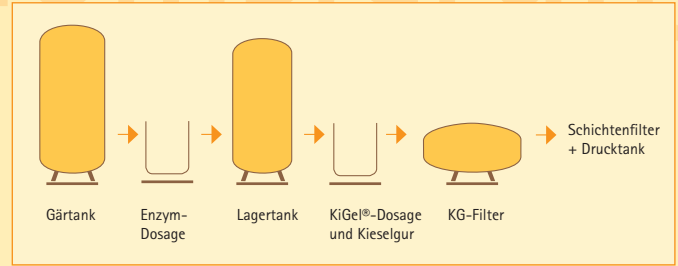 Schichtenfilter
+ Drucktank
Gärtank
Enzym-
Dosage
Lagertank
KiGel®-Dosage
und Kieselgur
KG-Filter